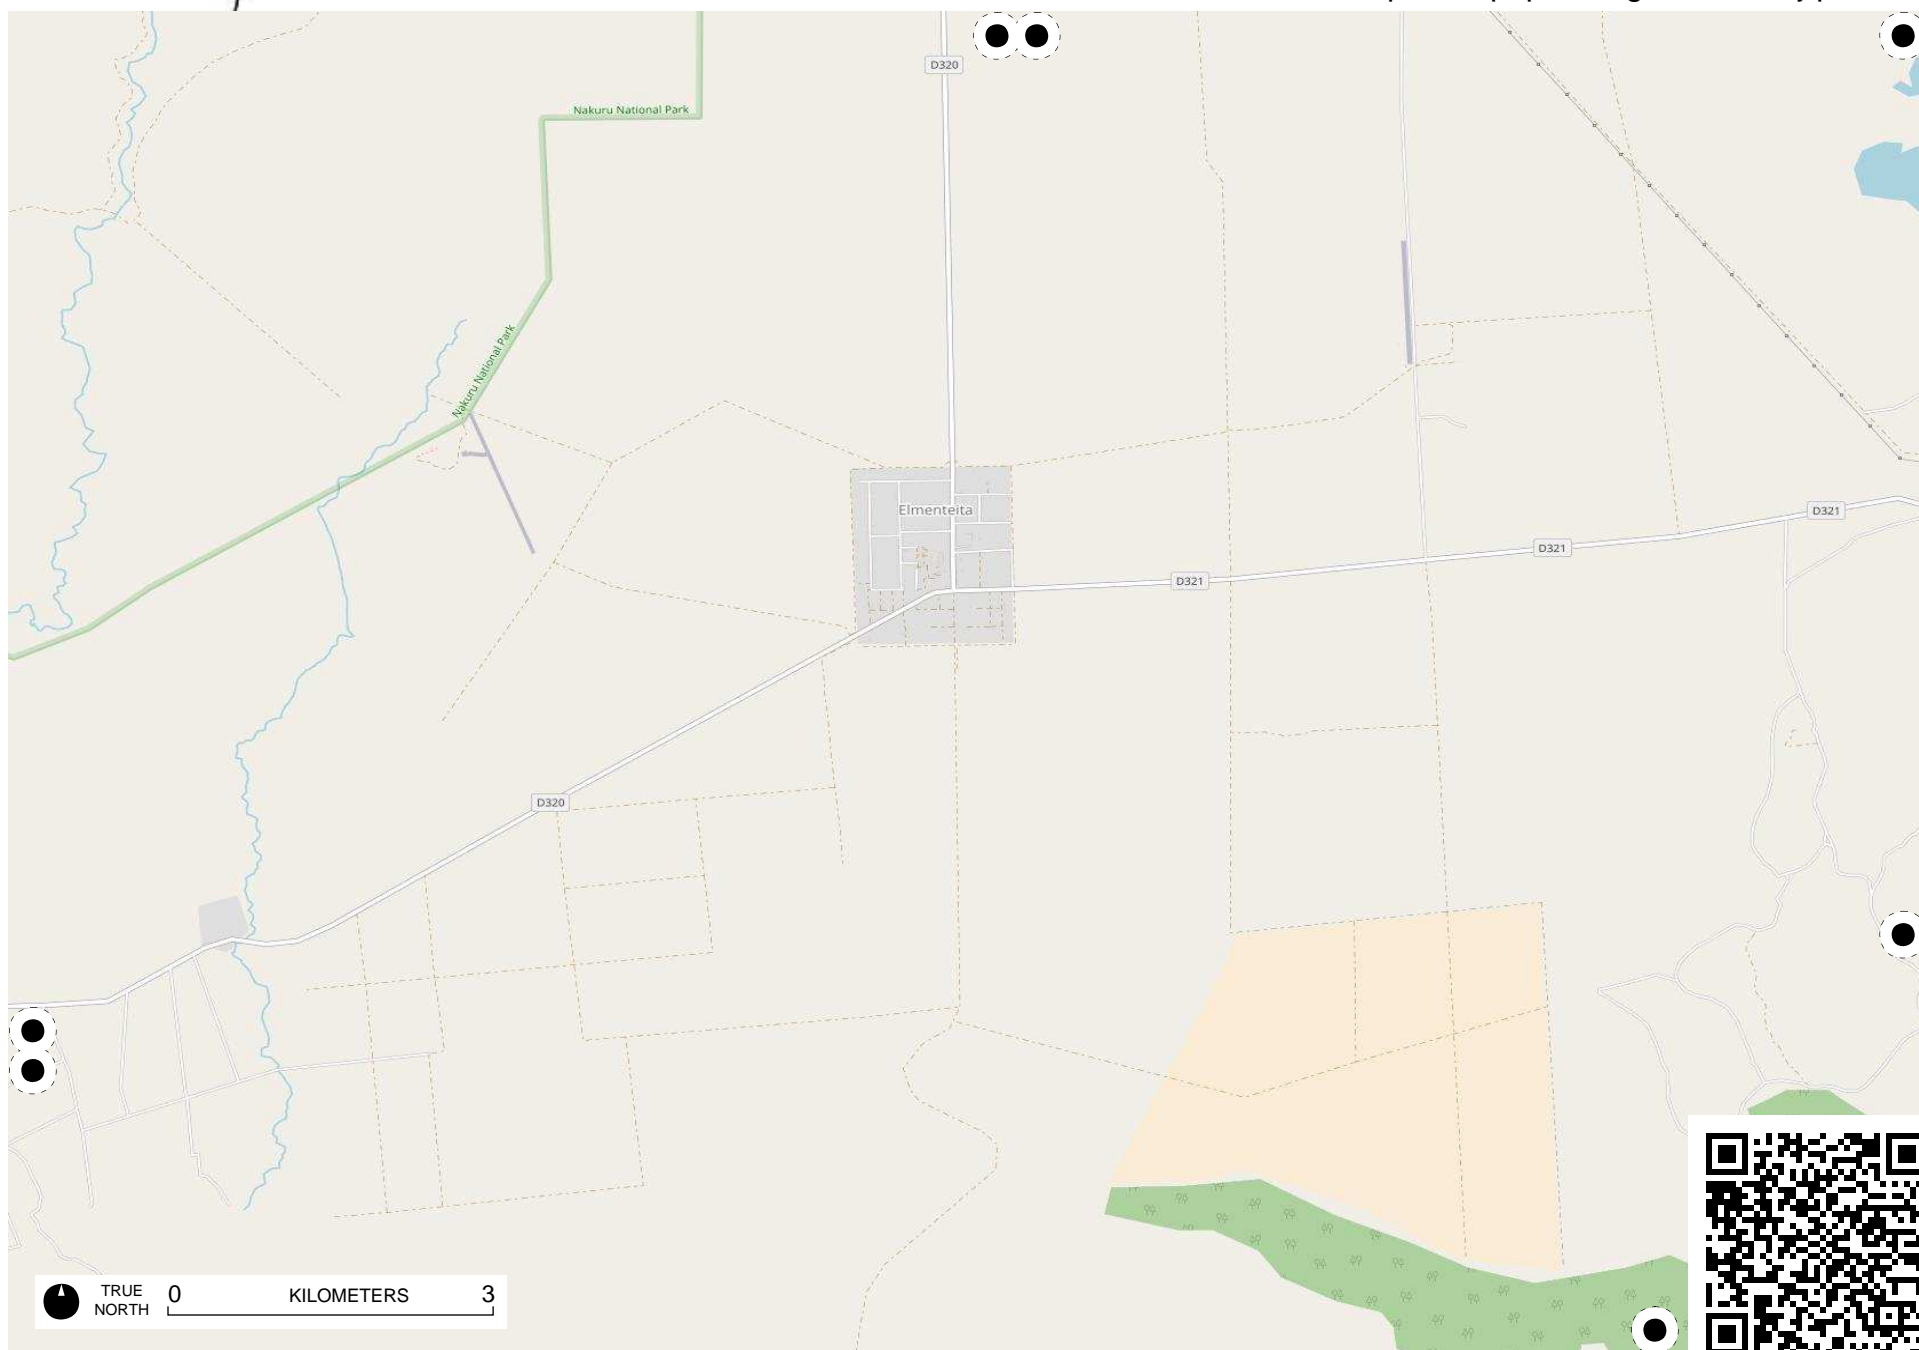 D320
Nakuru National Park
Nakuru National Park
Elmenteita
D321
D321
D321
D320
TRUE NORTH
0 KILOMETERS 3